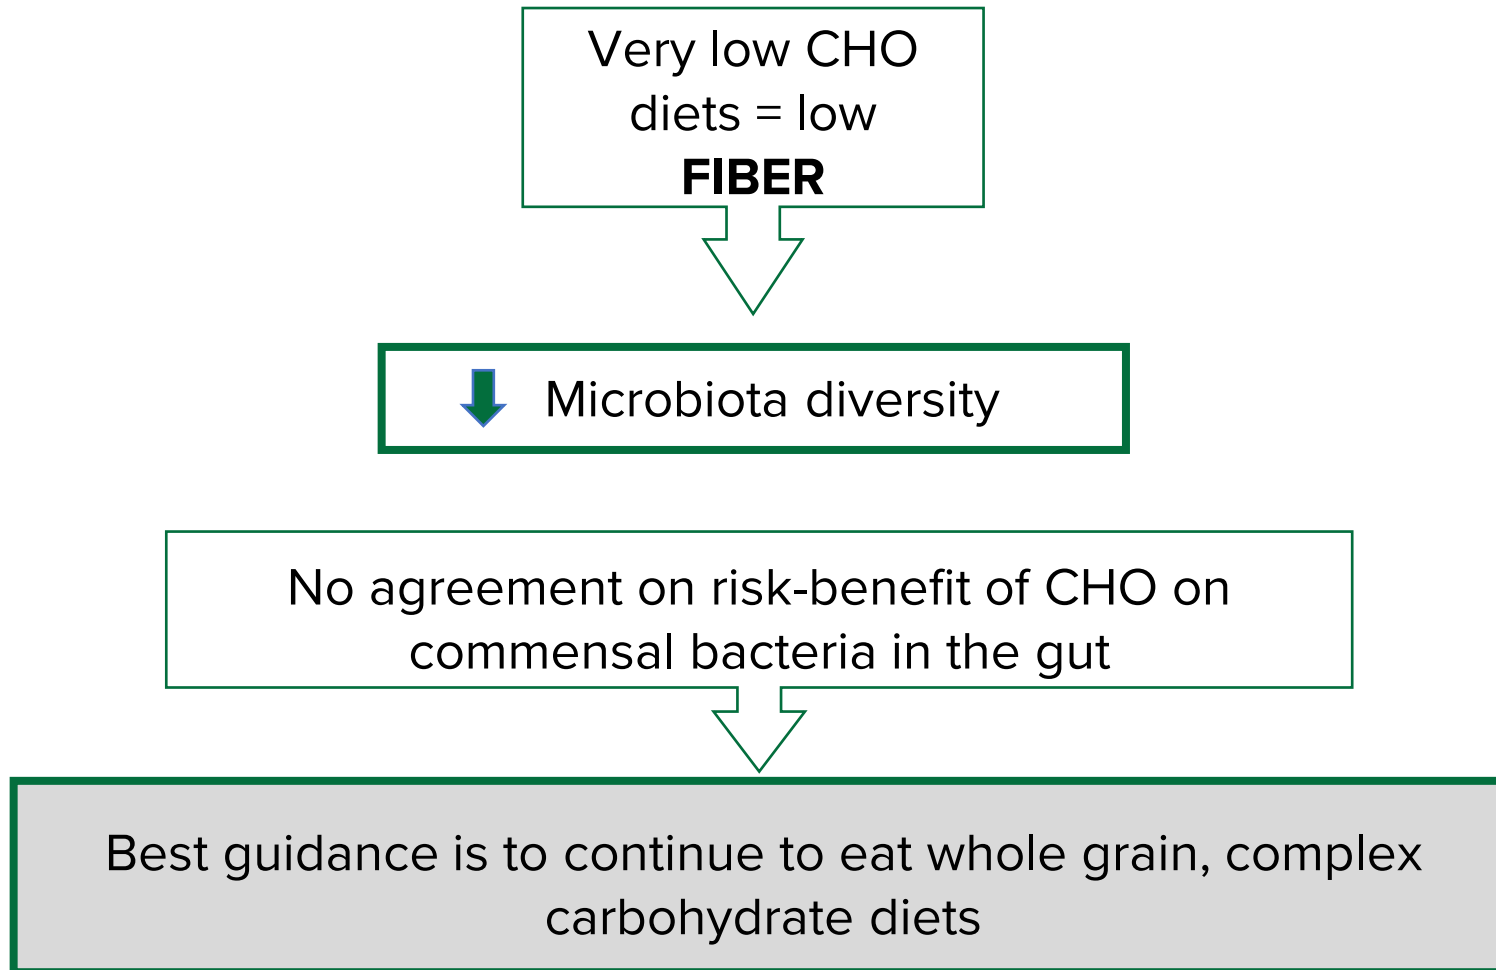 Very low CHO
diets = low
FIBER
Microbiota diversity
No agreement on risk-benefit of CHO on
commensal bacteria in the gut
Best guidance is to continue to eat whole grain, complex
carbohydrate diets